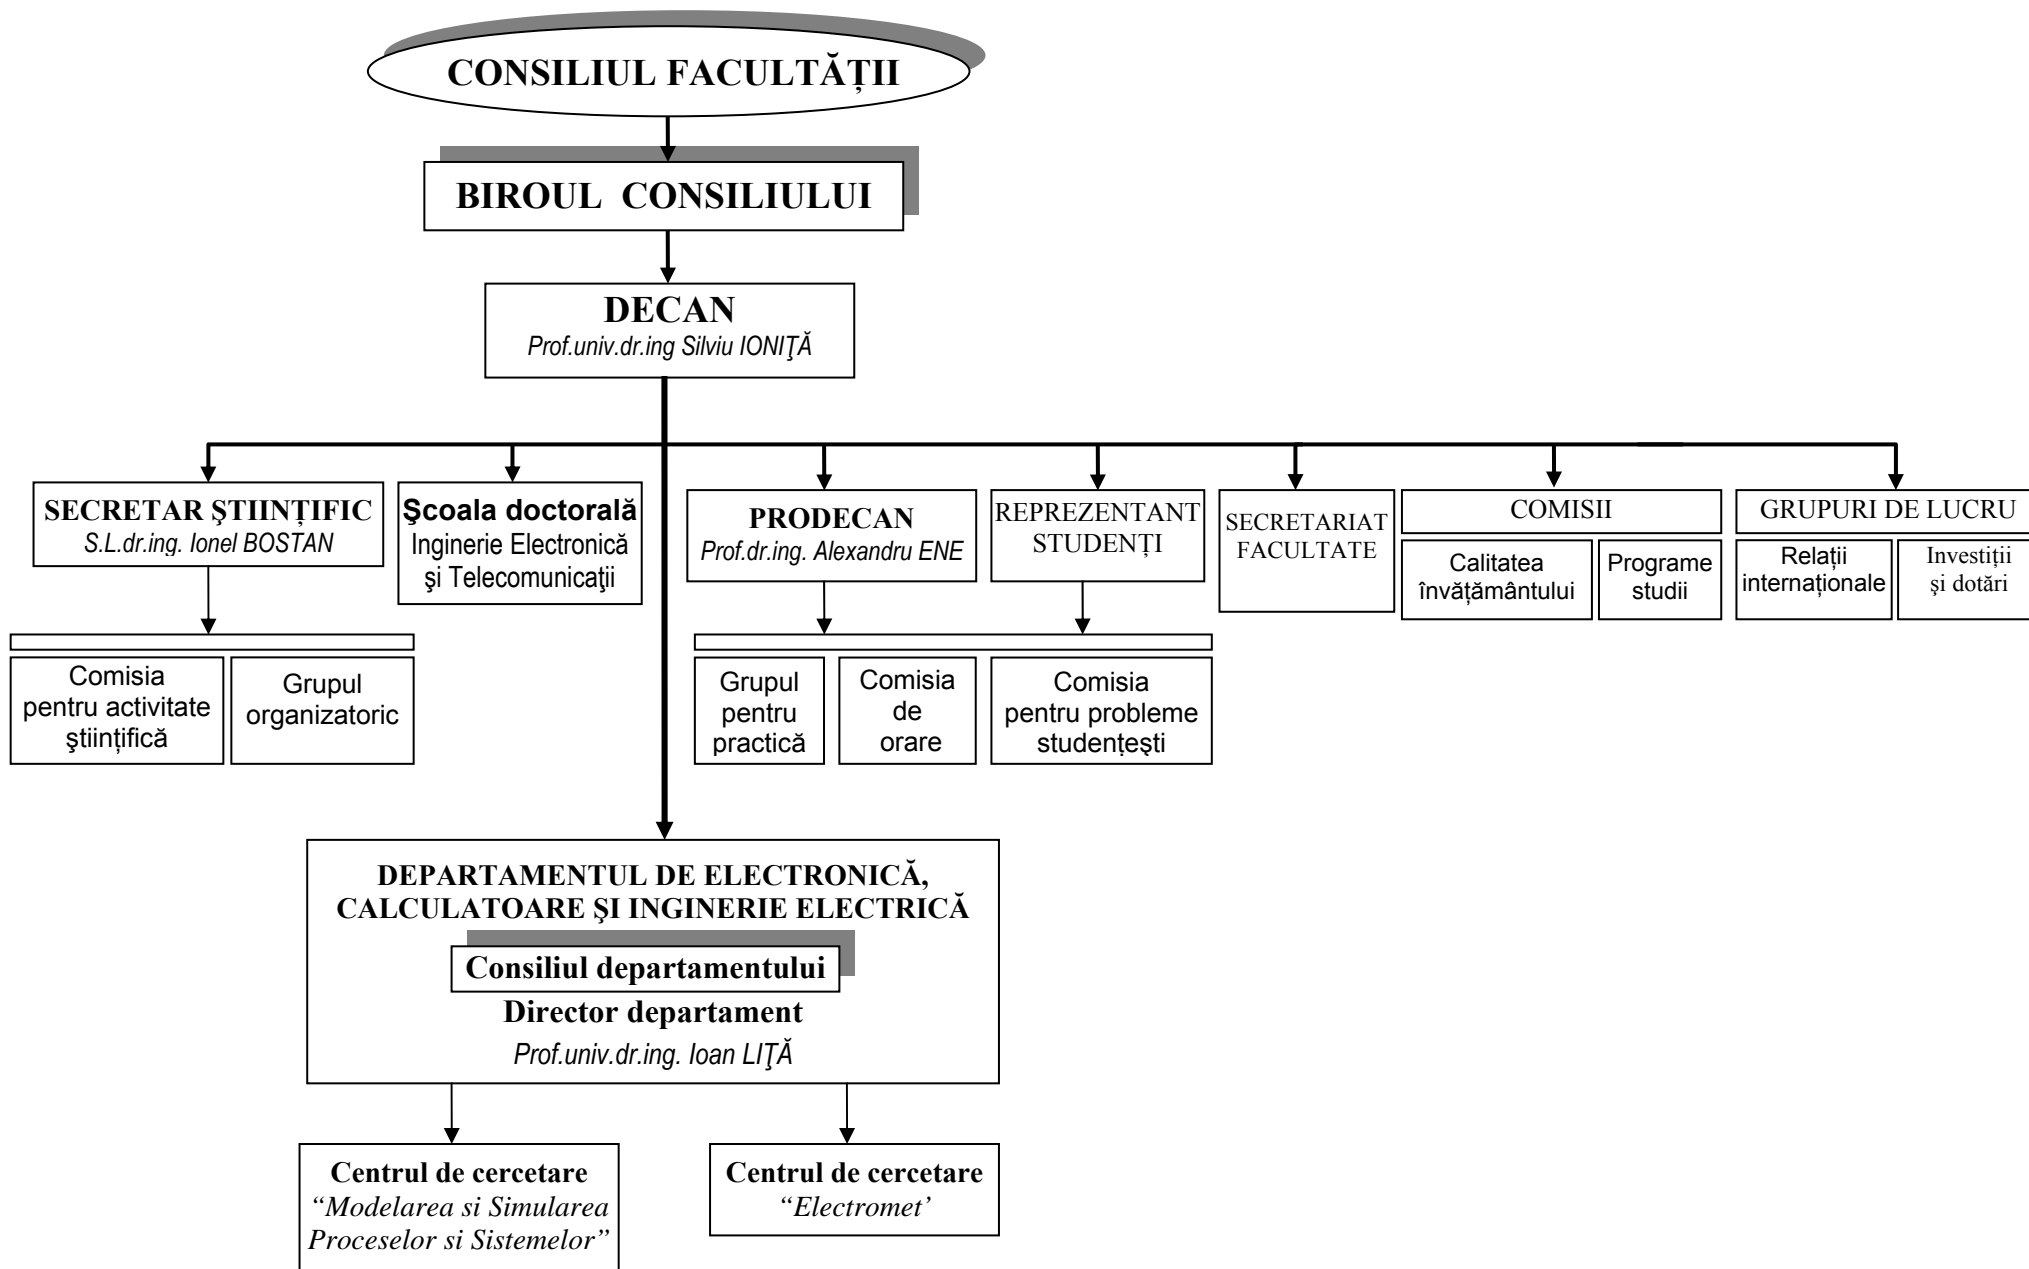 CONSILIUL FACULTĂȚII
BIROUL CONSILIULUI
DECAN
Prof.univ.dr.ing Silviu IONIŢĂ
SECRETAR ŞTIINȚIFIC
S.L.dr.ing. Ionel BOSTAN
Şcoala doctorală
Inginerie Electronică
şi Telecomunicaţii
PRODECAN
Prof.dr.ing. Alexandru ENE
REPREZENTANT
STUDENȚI
SECRETARIAT
FACULTATE
COMISII
Calitatea
învățământului
Programe
studii
GRUPURI DE LUCRU
Relații
internaționale
Investiții
şi dotări
Comisia
pentru activitate
ştiințifică
Grupul
organizatoric
Grupul
pentru
practică
Comisia
de
orare
Comisia
pentru probleme
studențeşti
DEPARTAMENTUL DE ELECTRONICĂ,
CALCULATOARE ŞI INGINERIE ELECTRICĂ
Consiliul departamentului
Director departament
Prof.univ.dr.ing. Ioan LIŢĂ
Centrul de cercetare
“Modelarea si Simularea
Proceselor si Sistemelor”
Centrul de cercetare
“Electromet’